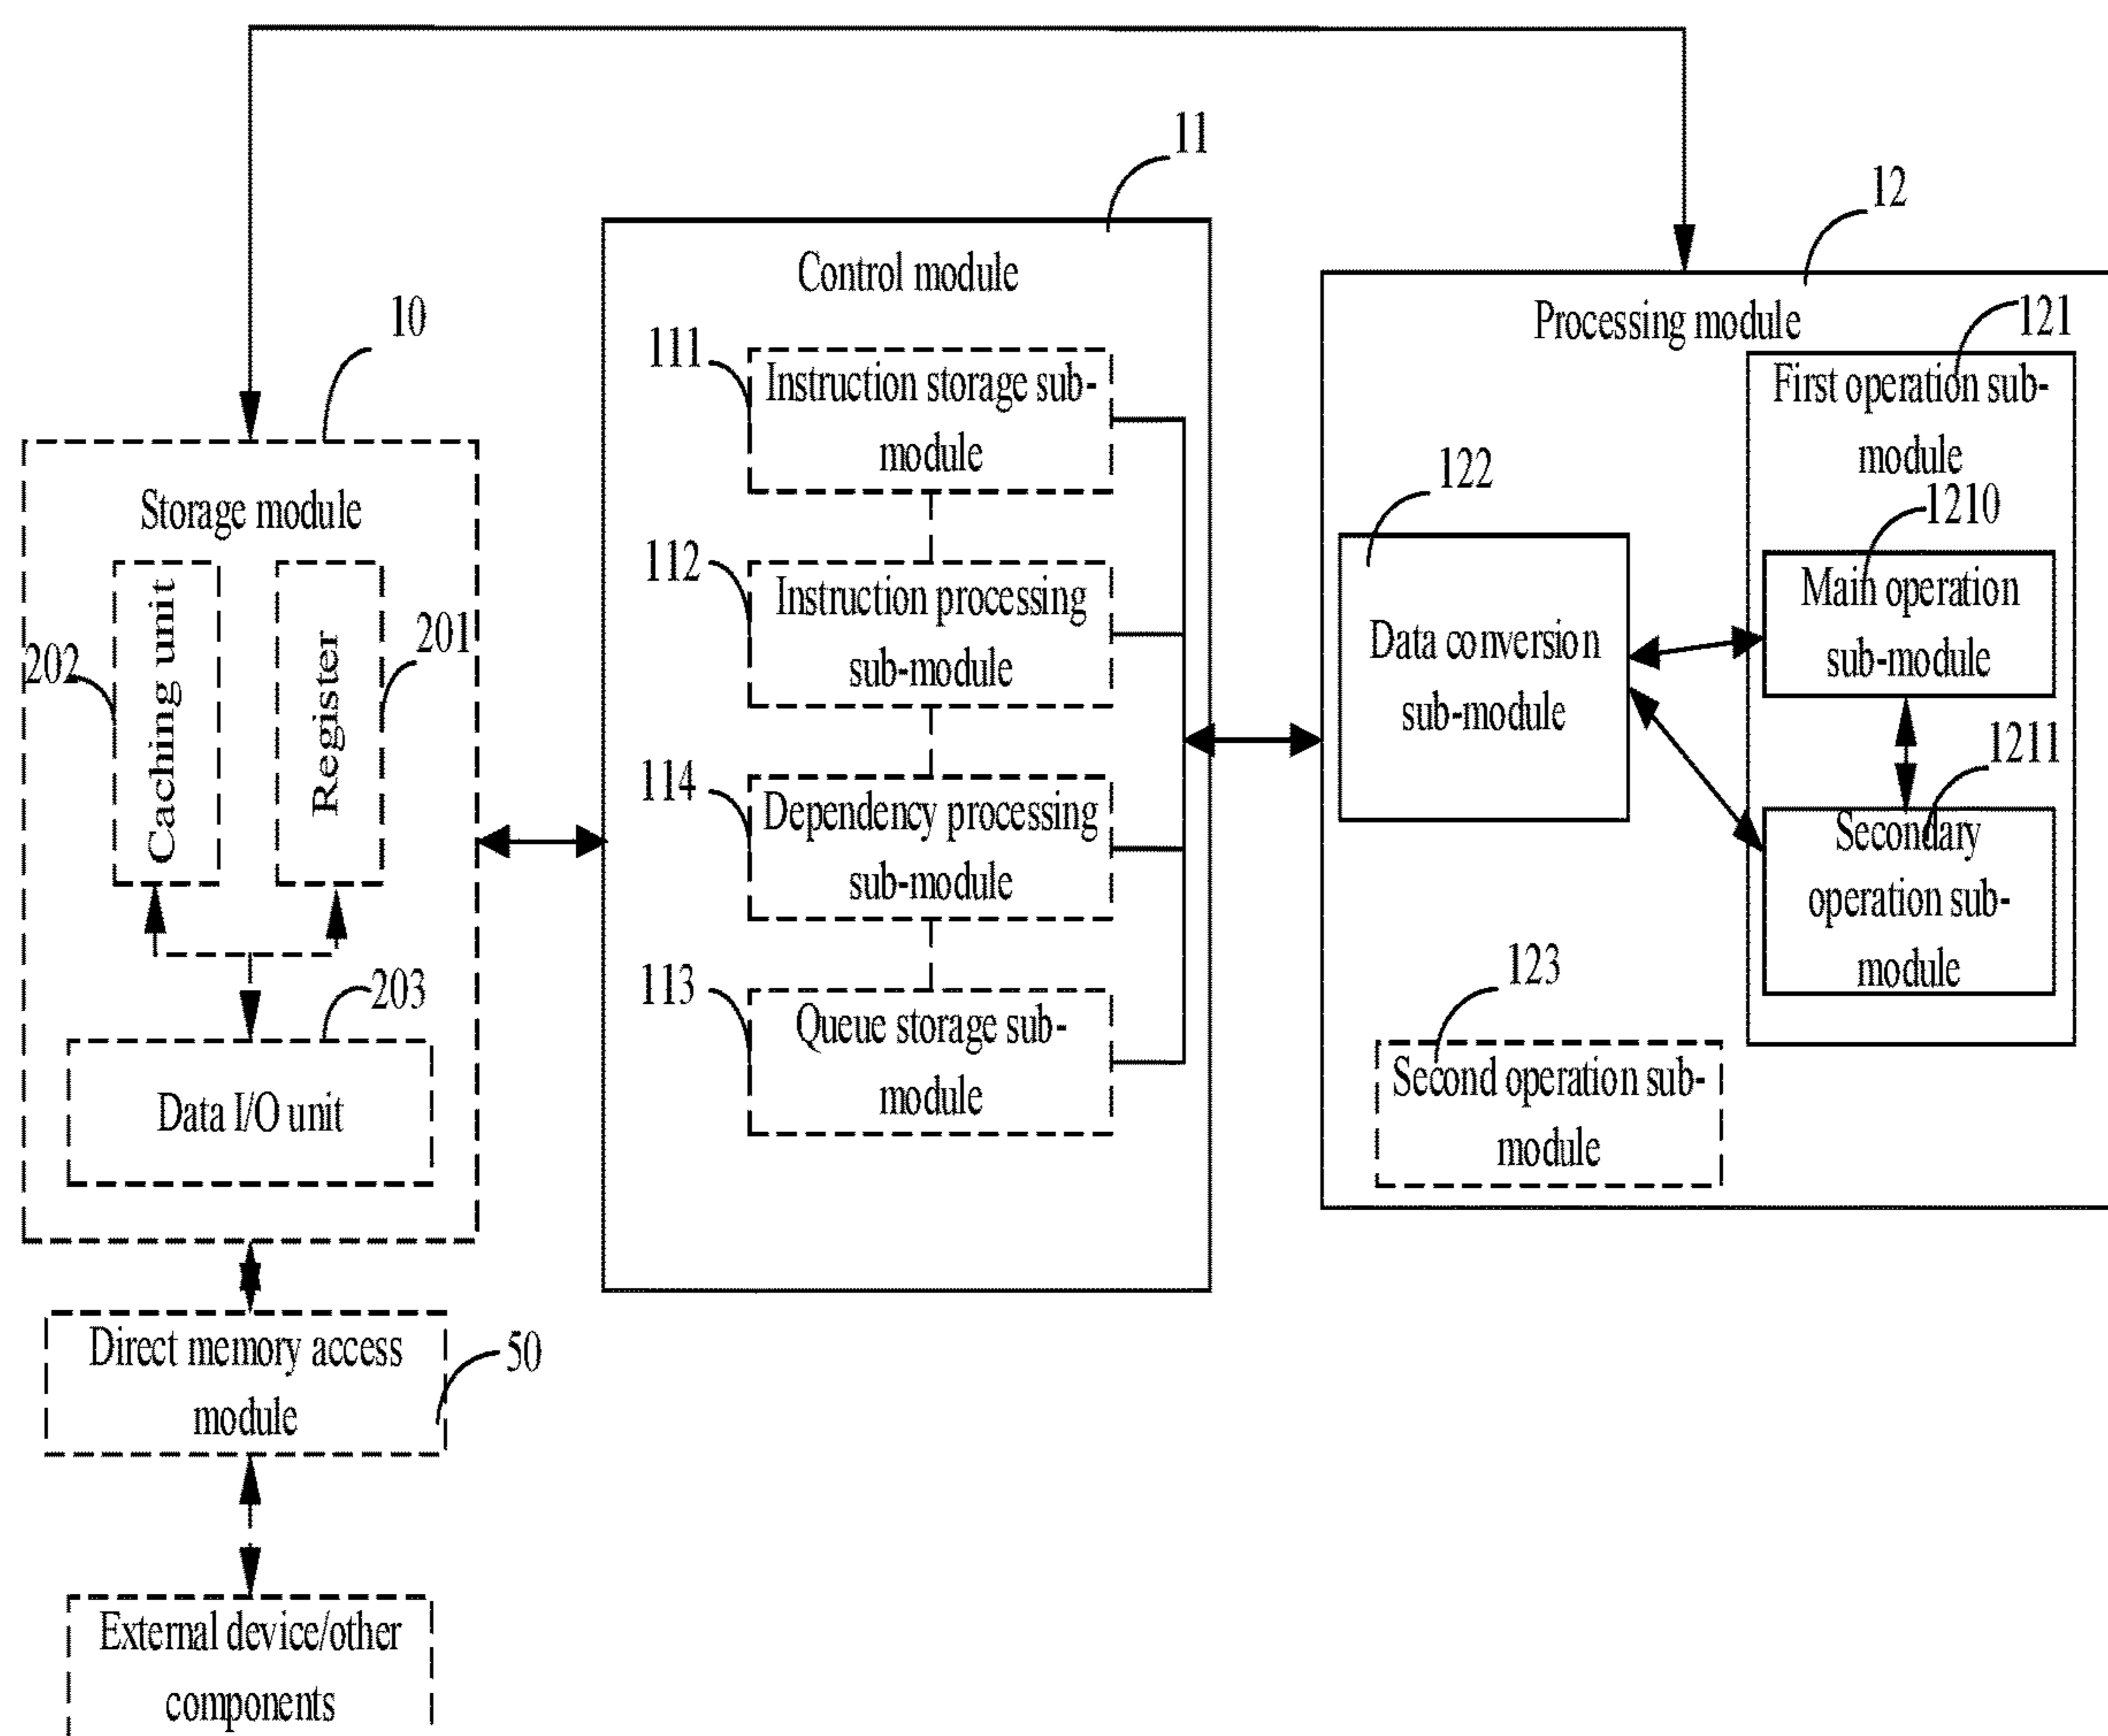 11
12
Control module
Processing module
121
10
111
Instruction storage sub-
module
First operation sub-
module
122
1210
Storage module
112
Instruction processing
sub-module
Main operation
sub-module
202
Caching unit
Register
201
Data conversion
sub-module
1211
114
Dependency processing
sub-module
Secondary
operation sub-
module
203
113
Queue storage sub-
module
123
Second operation sub-
module
Data I/O unit
Direct memory access
module
50
External device/other
components